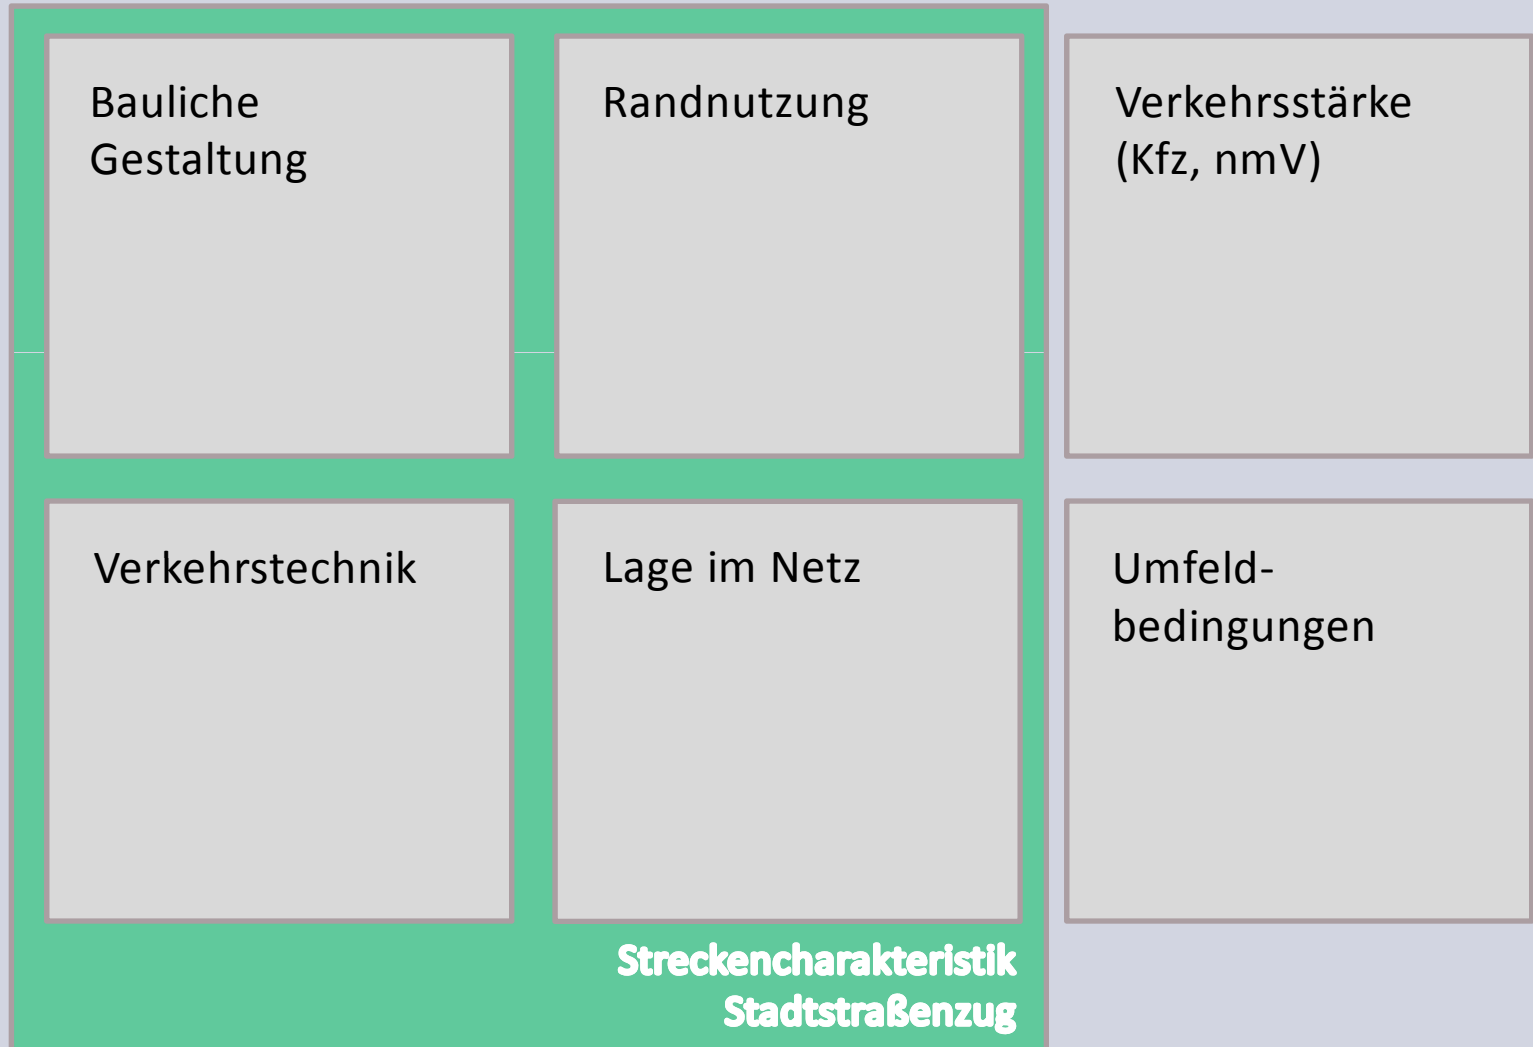 Bauliche
Gestaltung
Randnutzung
Verkehrsstärke
(Kfz, nmV)
Verkehrstechnik
Lage im Netz
Umfeld-
bedingungen
Streckencharakteristik
Stadtstraßenzug